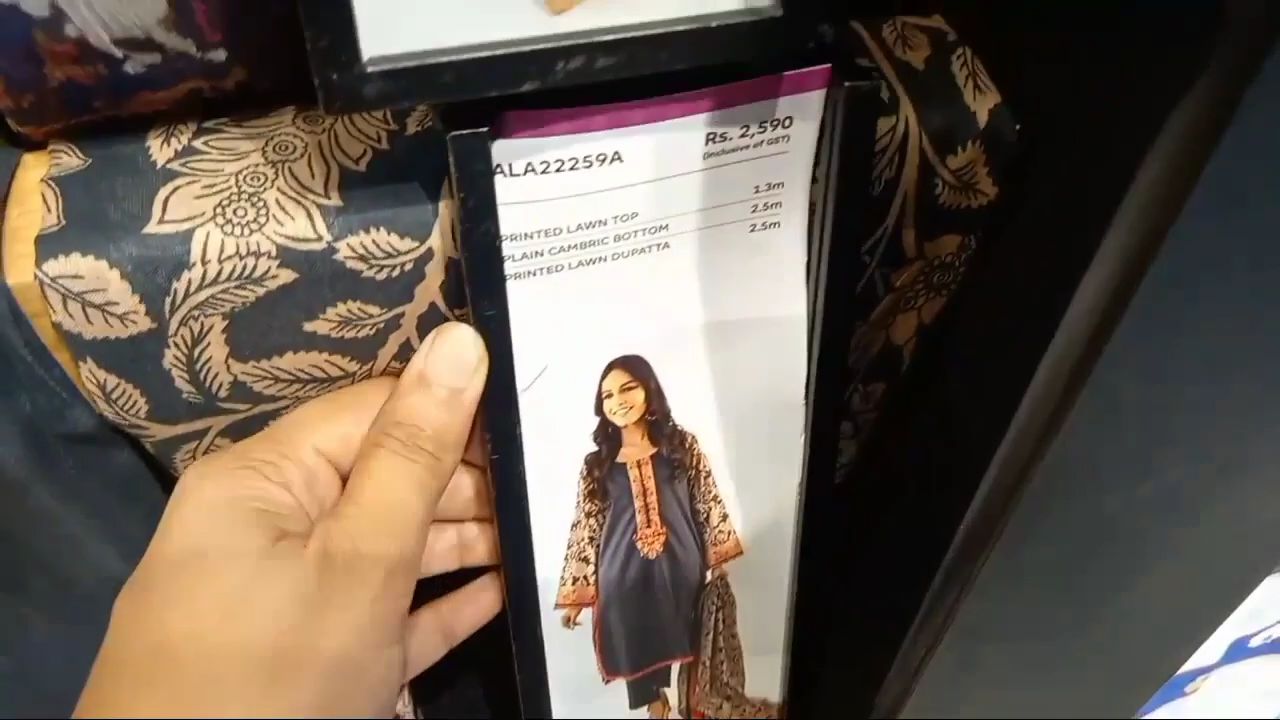 ALA22259A Rs. 2,590
(inclusive of GST)
PRINTED LAWN TOP 1.3m
PLAIN CAMBRIC BOTTOM 2.5m
PRINTED LAWN DUPATTA 2.5m